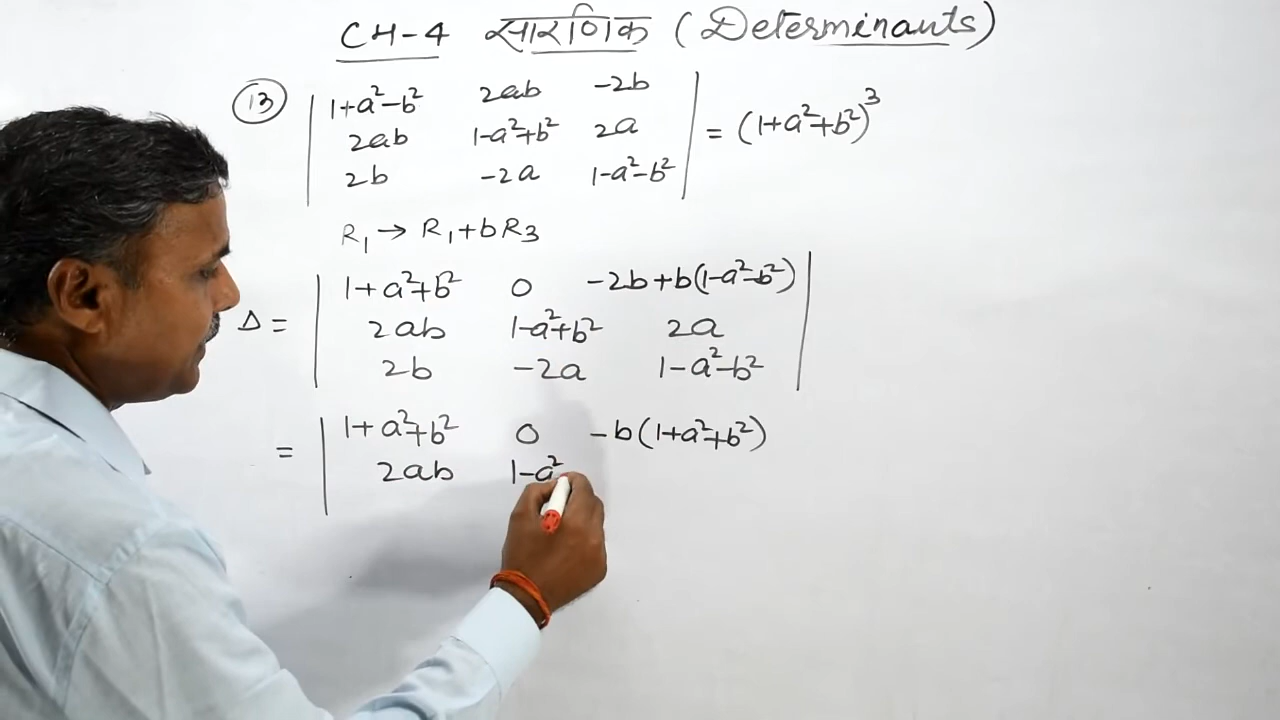 CH-4 सारणिक (Determinants)
13 | 1+a²-b² 2ab -2b |
| 2ab 1-a²+b² 2a | = (1+a²+b²)³
| 2b -2a 1-a²-b² |
R₁ → R₁+bR₃
| 1+a²+b² 0 -2b+b(1-a²-b²) |
Δ = | 2ab 1-a²+b² 2a |
| 2b -2a 1-a²-b² |
| 1+a²+b² 0 -b(1+a²+b²)
= | 2ab 1-a²